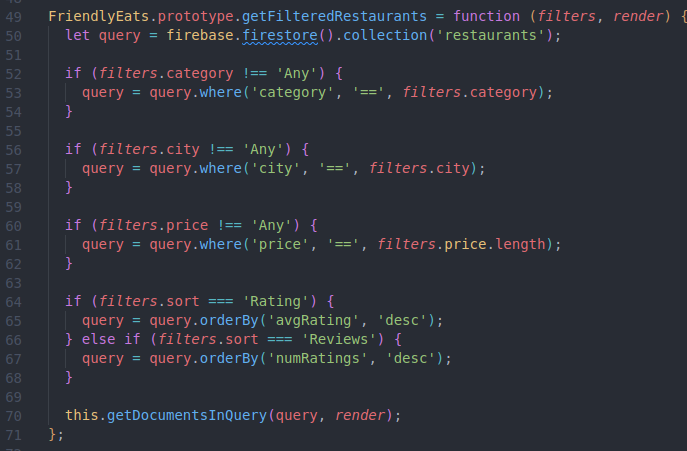 49 FriendlyEats.prototype.getFilteredRestaurants = function (filters, render) {
50   let query = firebase.firestore().collection('restaurants');
51
52   if (filters.category !== 'Any') {
53     query = query.where('category', '==', filters.category);
54   }
55
56   if (filters.city !== 'Any') {
57     query = query.where('city', '==', filters.city);
58   }
59
60   if (filters.price !== 'Any') {
61     query = query.where('price', '==', filters.price.length);
62   }
63
64   if (filters.sort === 'Rating') {
65     query = query.orderBy('avgRating', 'desc');
66   } else if (filters.sort === 'Reviews') {
67     query = query.orderBy('numRatings', 'desc');
68   }
69
70   this.getDocumentsInQuery(query, render);
71 };